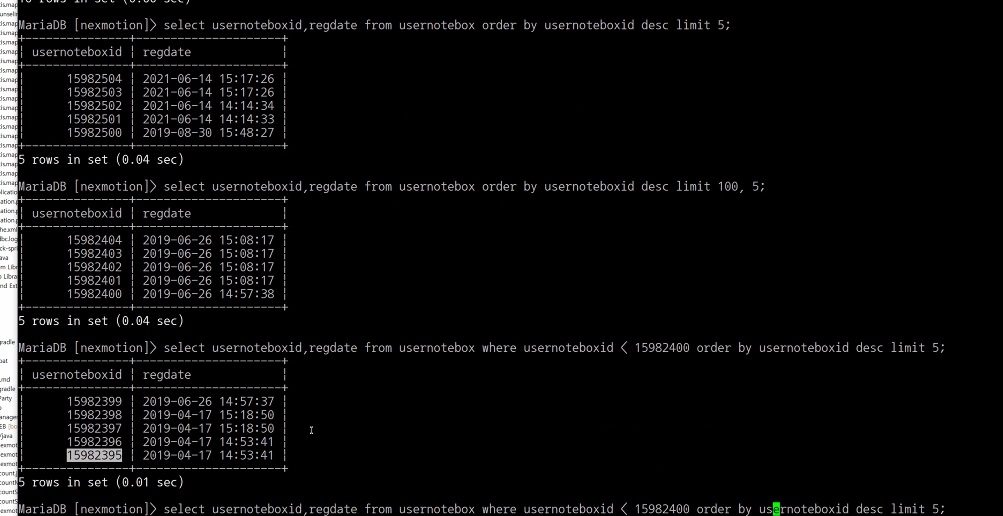 MariaDB [nexmotion]> select usernoteboxid,regdate from usernotebox order by usernoteboxid desc limit 5;
usernoteboxid | regdate
15982504 | 2021-06-14 15:17:26
15982503 | 2021-06-14 15:17:26
15982502 | 2021-06-14 14:14:34
15982501 | 2021-06-14 14:14:33
15982500 | 2019-08-30 15:48:27
5 rows in set (0.04 sec)
MariaDB [nexmotion]> select usernoteboxid,regdate from usernotebox order by usernoteboxid desc limit 100, 5;
usernoteboxid | regdate
15982404 | 2019-06-26 15:08:17
15982403 | 2019-06-26 15:08:17
15982402 | 2019-06-26 15:08:17
15982401 | 2019-06-26 15:08:17
15982400 | 2019-06-26 14:57:38
5 rows in set (0.04 sec)
MariaDB [nexmotion]> select usernoteboxid,regdate from usernotebox where usernoteboxid < 15982400 order by usernoteboxid desc limit 5;
usernoteboxid | regdate
15982399 | 2019-06-26 14:57:37
15982398 | 2019-04-17 15:18:50
15982397 | 2019-04-17 15:18:50
15982396 | 2019-04-17 14:53:41
15982395 | 2019-04-17 14:53:41
5 rows in set (0.01 sec)
MariaDB [nexmotion]> select usernoteboxid,regdate from usernotebox where usernoteboxid < 15982400 order by usernoteboxid desc limit 5;